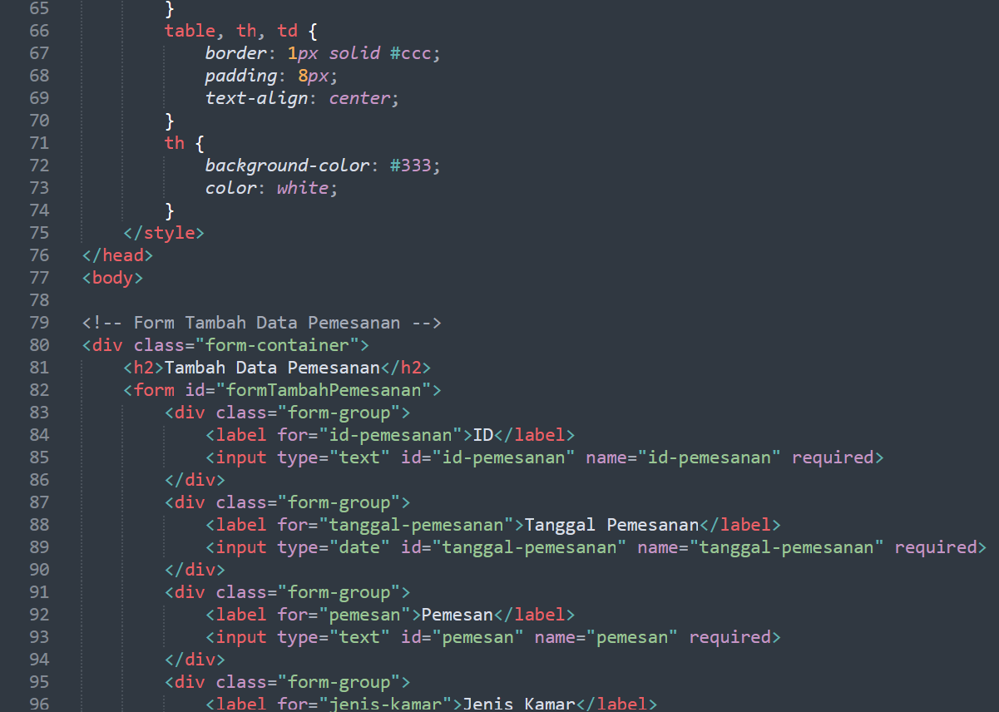 65 }
66 table, th, td {
67 border: 1px solid #ccc;
68 padding: 8px;
69 text-align: center;
70 }
71 th {
72 background-color: #333;
73 color: white;
74 }
75 </style>
76 </head>
77 <body>
78
79 <!-- Form Tambah Data Pemesanan -->
80 <div class="form-container">
81 <h2>Tambah Data Pemesanan</h2>
82 <form id="formTambahPemesanan">
83 <div class="form-group">
84 <label for="id-pemesanan">ID</label>
85 <input type="text" id="id-pemesanan" name="id-pemesanan" required>
86 </div>
87 <div class="form-group">
88 <label for="tanggal-pemesanan">Tanggal Pemesanan</label>
89 <input type="date" id="tanggal-pemesanan" name="tanggal-pemesanan" required>
90 </div>
91 <div class="form-group">
92 <label for="pemesan">Pemesan</label>
93 <input type="text" id="pemesan" name="pemesan" required>
94 </div>
95 <div class="form-group">
96 <label for="jenis-kamar">Jenis Kamar</label>